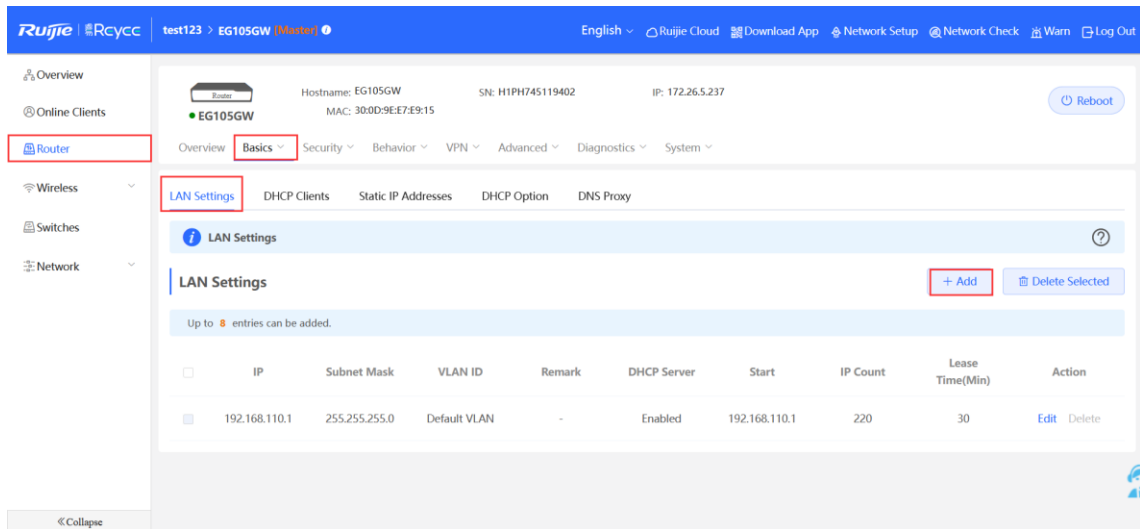 Ruijie | Rcycc test123 > EG105GW [Master] English Ruijie Cloud Download App Network Setup Network Check Warn Log Out
Overview
Online Clients
Router
Wireless
Switches
Network
«Collapse
Router
EG105GW
Hostname: EG105GW SN: H1PH745119402 IP: 172.26.5.237
MAC: 30:0D:9E:E7:E9:15
Reboot
Overview Basics Security Behavior VPN Advanced Diagnostics System
LAN Settings DHCP Clients Static IP Addresses DHCP Option DNS Proxy
i LAN Settings ?
LAN Settings + Add Delete Selected
Up to 8 entries can be added.
IP Subnet Mask VLAN ID Remark DHCP Server Start IP Count Lease Time(Min) Action
192.168.110.1 255.255.255.0 Default VLAN - Enabled 192.168.110.1 220 30 Edit Delete